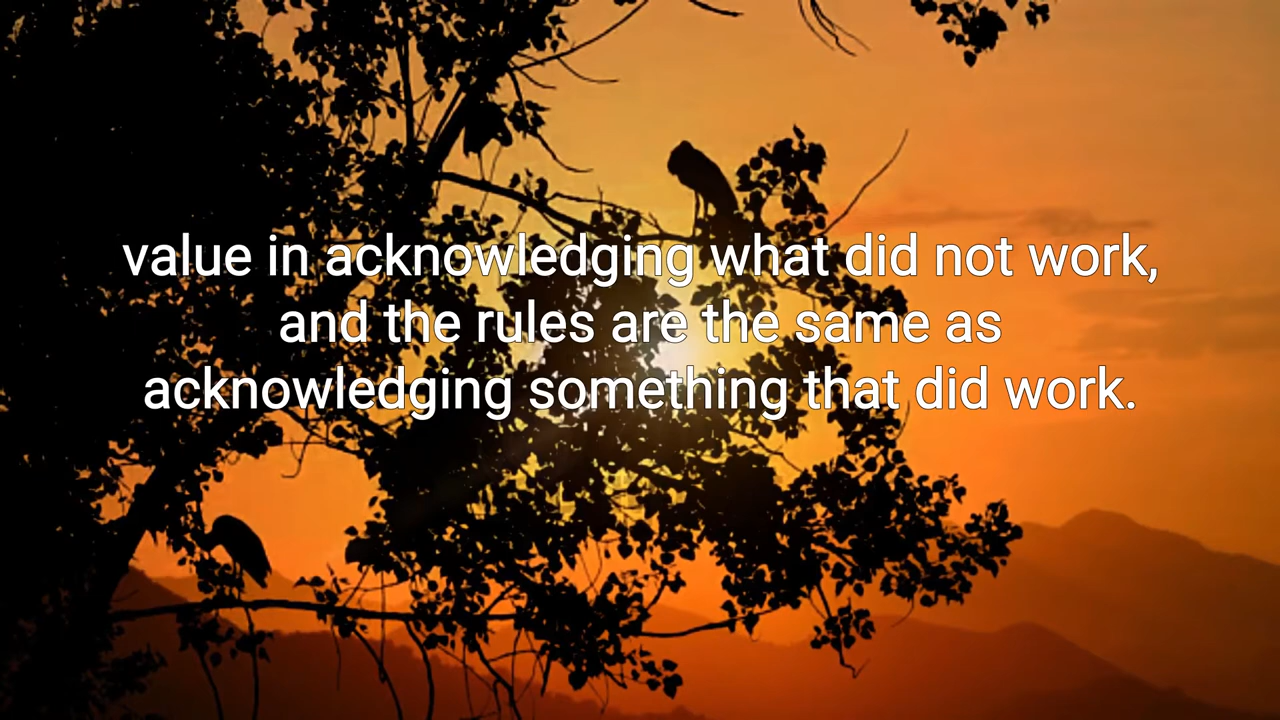 value in acknowledging what did not work,
and the rules are the same as
acknowledging something that did work.